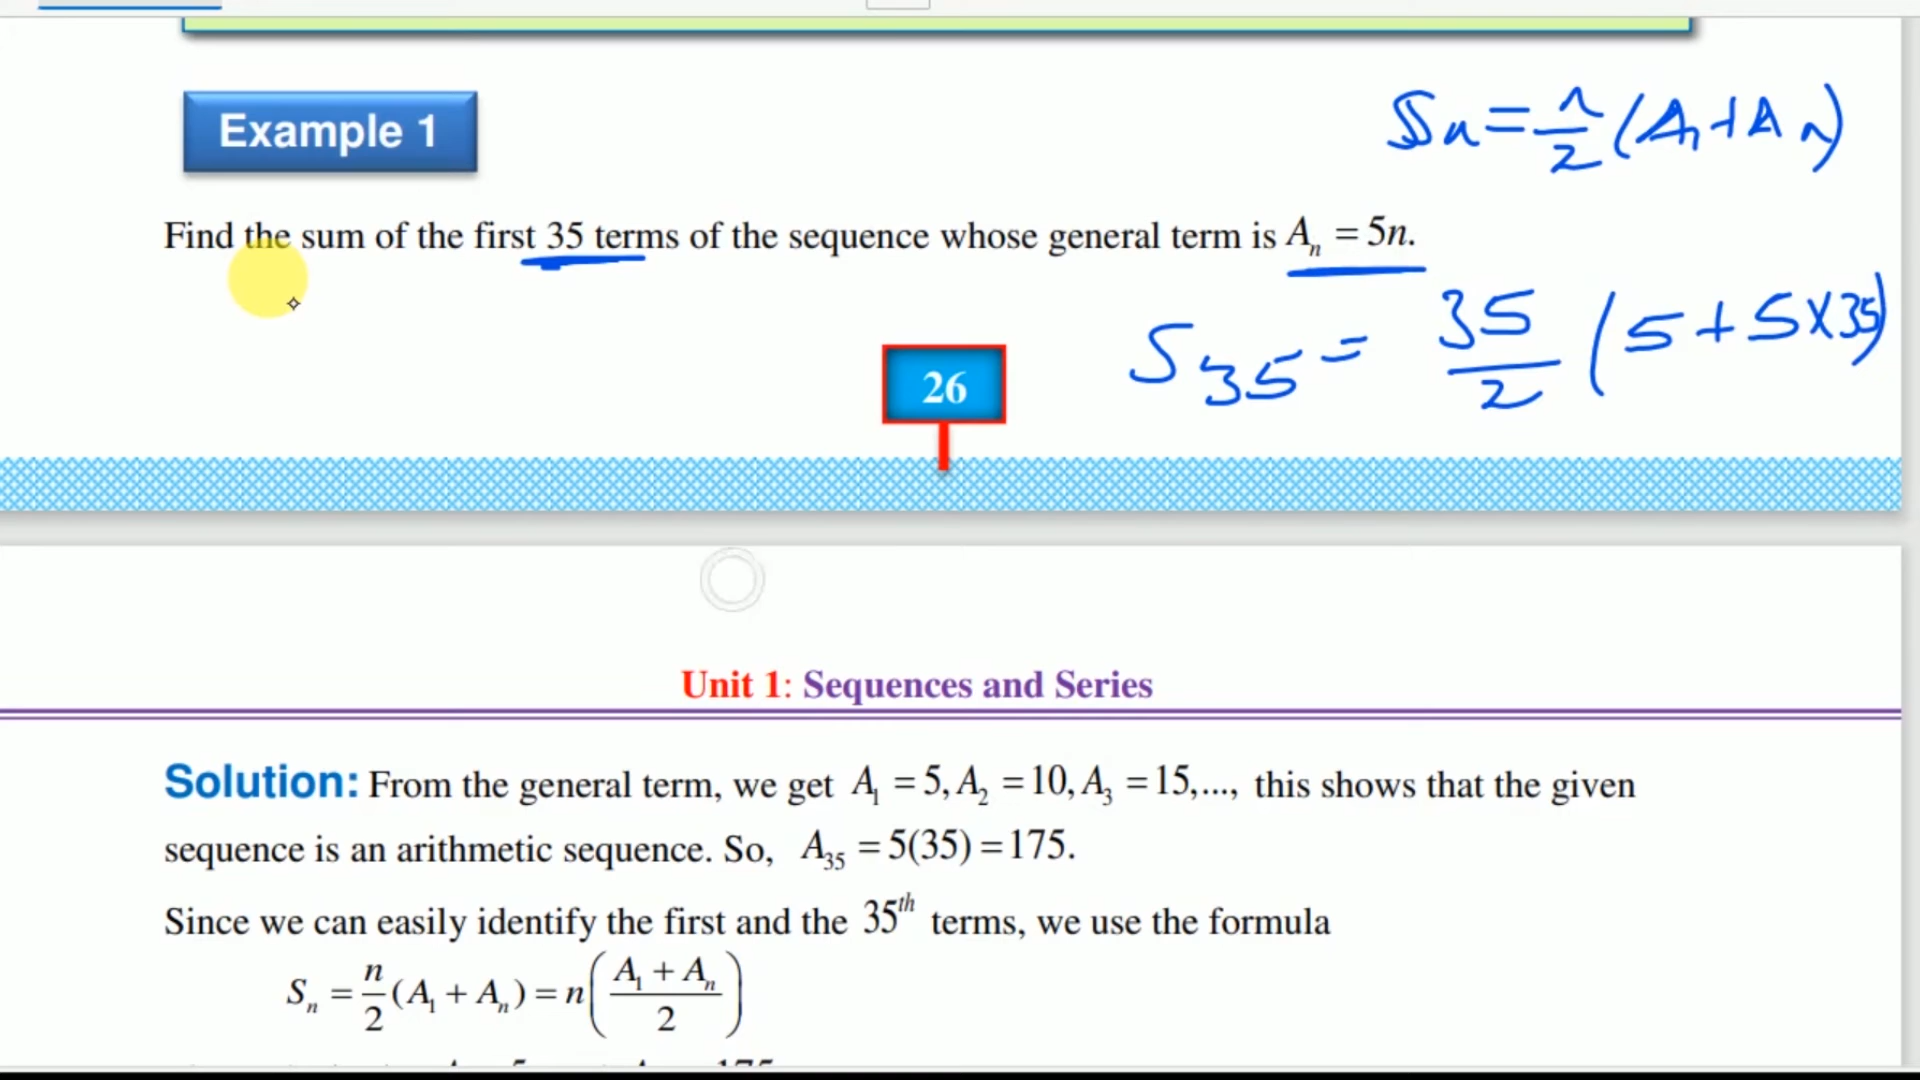 Example 1
Sn = n/2 (A₁ + An)
Find the sum of the first 35 terms of the sequence whose general term is Aₙ = 5n.
S₃₅ = 35/2 (5 + 5 × 35)
26
Unit 1: Sequences and Series
Solution: From the general term, we get A₁ = 5, A₂ = 10, A₃ = 15,..., this shows that the given
sequence is an arithmetic sequence. So, A₃₅ = 5(35) = 175.
Since we can easily identify the first and the 35th terms, we use the formula
Sₙ = n/2 (A₁ + Aₙ) = n((A₁ + Aₙ)/2)